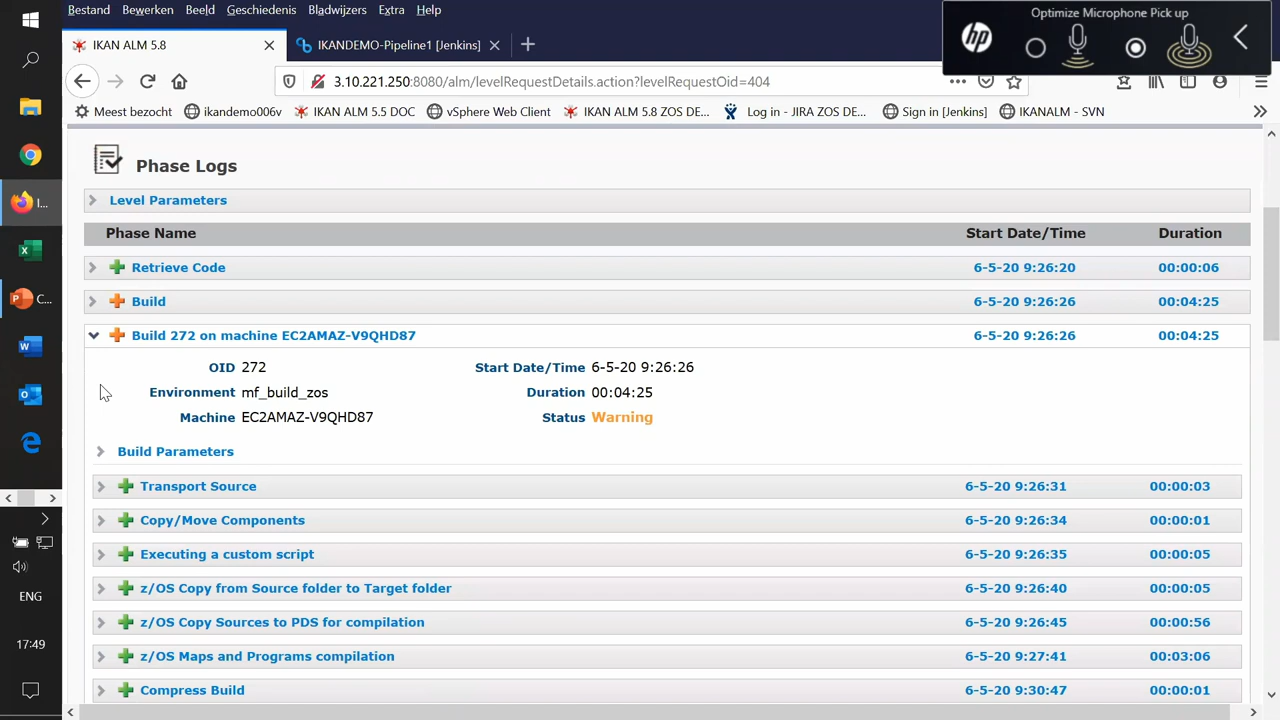 Bestand Bewerken Beeld Geschiedenis Bladwijzers Extra Help
Optimize Microphone Pick up
IKAN ALM 5.8
IKANDEMO-Pipeline1 [Jenkins]
hp
3.10.221.250:8080/alm/levelRequestDetails.action?levelRequestOid=404
Meest bezocht ikandemo006v IKAN ALM 5.5 DOC vSphere Web Client IKAN ALM 5.8 ZOS DE... Log in - JIRA ZOS DE... Sign in [Jenkins] IKANALM - SVN
Phase Logs
Level Parameters
Phase Name Start Date/Time Duration
Retrieve Code 6-5-20 9:26:20 00:00:06
Build 6-5-20 9:26:26 00:04:25
Build 272 on machine EC2AMAZ-V9QHD87 6-5-20 9:26:26 00:04:25
OID 272 Start Date/Time 6-5-20 9:26:26
Environment mf_build_zos Duration 00:04:25
Machine EC2AMAZ-V9QHD87 Status Warning
Build Parameters
Transport Source 6-5-20 9:26:31 00:00:03
Copy/Move Components 6-5-20 9:26:34 00:00:01
Executing a custom script 6-5-20 9:26:35 00:00:05
z/OS Copy from Source folder to Target folder 6-5-20 9:26:40 00:00:05
z/OS Copy Sources to PDS for compilation 6-5-20 9:26:45 00:00:56
z/OS Maps and Programs compilation 6-5-20 9:27:41 00:03:06
Compress Build 6-5-20 9:30:47 00:00:01
I...
C...
ENG
17:49